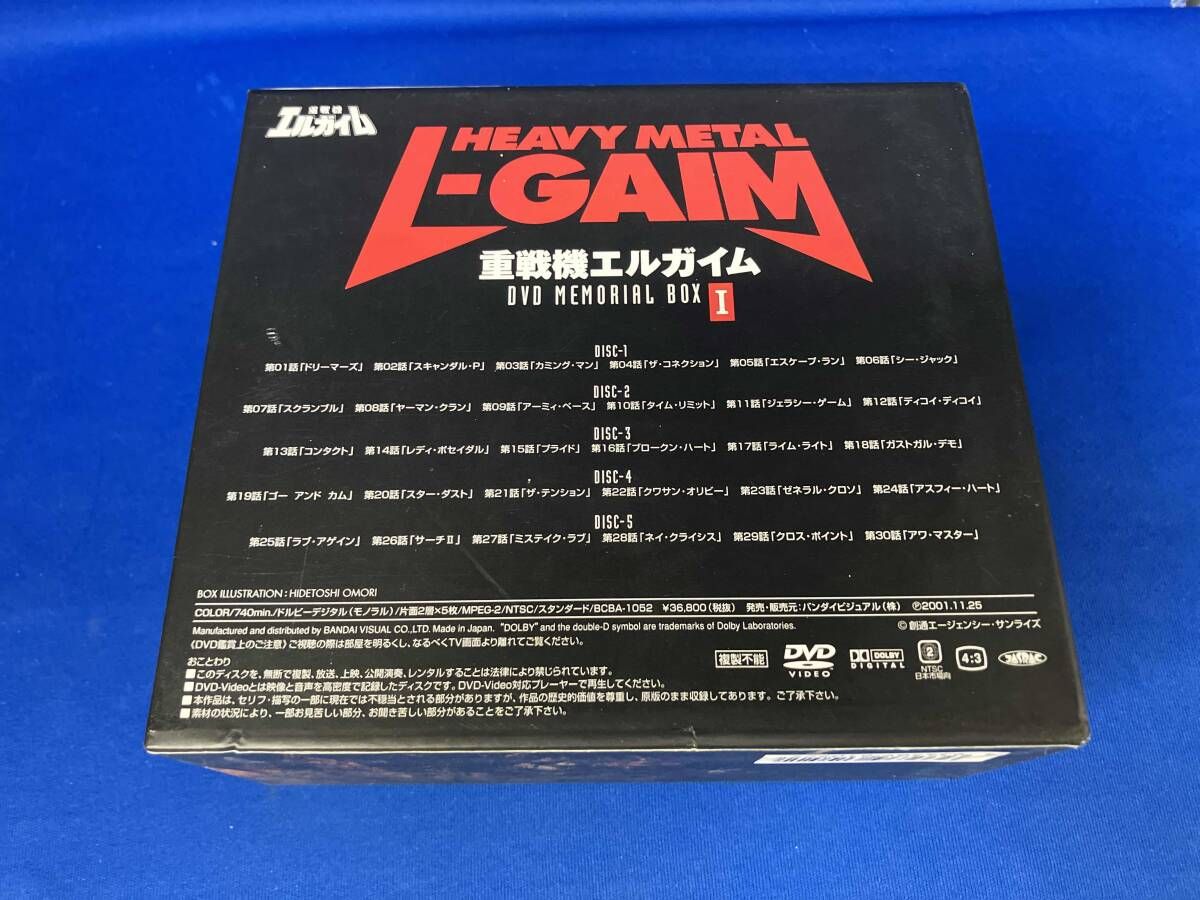 重戦機
エルガイム
HEAVY METAL
L-GAIM
重戦機エルガイム
DVD MEMORIAL BOX I
DISC-1
第01話「ドリーマーズ」 第02話「スキャンダル・P」 第03話「カミング・マン」 第04話「ザ・コネクション」 第05話「エスケープ・ラン」 第06話「シー・ジャック」
DISC-2
第07話「スクランブル」 第08話「ヤーマン・クラン」 第09話「アーミィ・ベース」 第10話「タイム・リミット」 第11話「ジェラシー・ゲーム」 第12話「ディコイ・ディコイ」
DISC-3
第13話「コンタクト」 第14話「レディ・ポセイダル」 第15話「プライド」 第16話「ブロークン・ハート」 第17話「ライム・ライト」 第18話「ガストガル・デモ」
DISC-4
第19話「ゴー アンド カム」 第20話「スター・ダスト」 第21話「ザ・テンション」 第22話「クワサン・オリビー」 第23話「ゼネラル・クロソ」 第24話「アスフィー・ハート」
DISC-5
第25話「ラブ・アゲイン」 第26話「サーチⅡ」 第27話「ミステイク・ラブ」 第28話「ネイ・クライシス」 第29話「クロス・ポイント」 第30話「アワ・マスター」
BOX ILLUSTRATION : HIDETOSHI OMORI
COLOR/740min./ドルビーデジタル(モノラル)/片面2層×5枚/MPEG-2/NTSC/スタンダード/BCBA-1052 ¥36,800(税抜) 発売・販売元:バンダイビジュアル(株) Ⓟ2001.11.25
Manufactured and distributed by BANDAI VISUAL CO.,LTD. Made in Japan. "DOLBY" and the double-D symbol are trademarks of Dolby Laboratories.
© 創通エージェンシー・サンライズ
《DVD鑑賞上のご注意》ご視聴の際は部屋を明るくし、なるべくTV画面より離れてご覧ください。
おことわり
■このディスクを、無断で複製、放送、上映、公開演奏、レンタルすることは法律により禁じられています。
■DVD-Videoとは映像と音声を高密度で記録したディスクです。DVD-Video対応プレーヤーで再生してください。
■本作品は、セリフ・描写の一部に現在では不穏当とされる部分がありますが、作品の歴史的価値を尊重し、原版のまま収録してあります。ご了承下さい。
■素材の状況により、一部お見苦しい部分、お聞き苦しい部分があることをご了承下さい。
複製不能
DVD
VIDEO
DOLBY
DIGITAL
2
NTSC
日本市場向
4:3